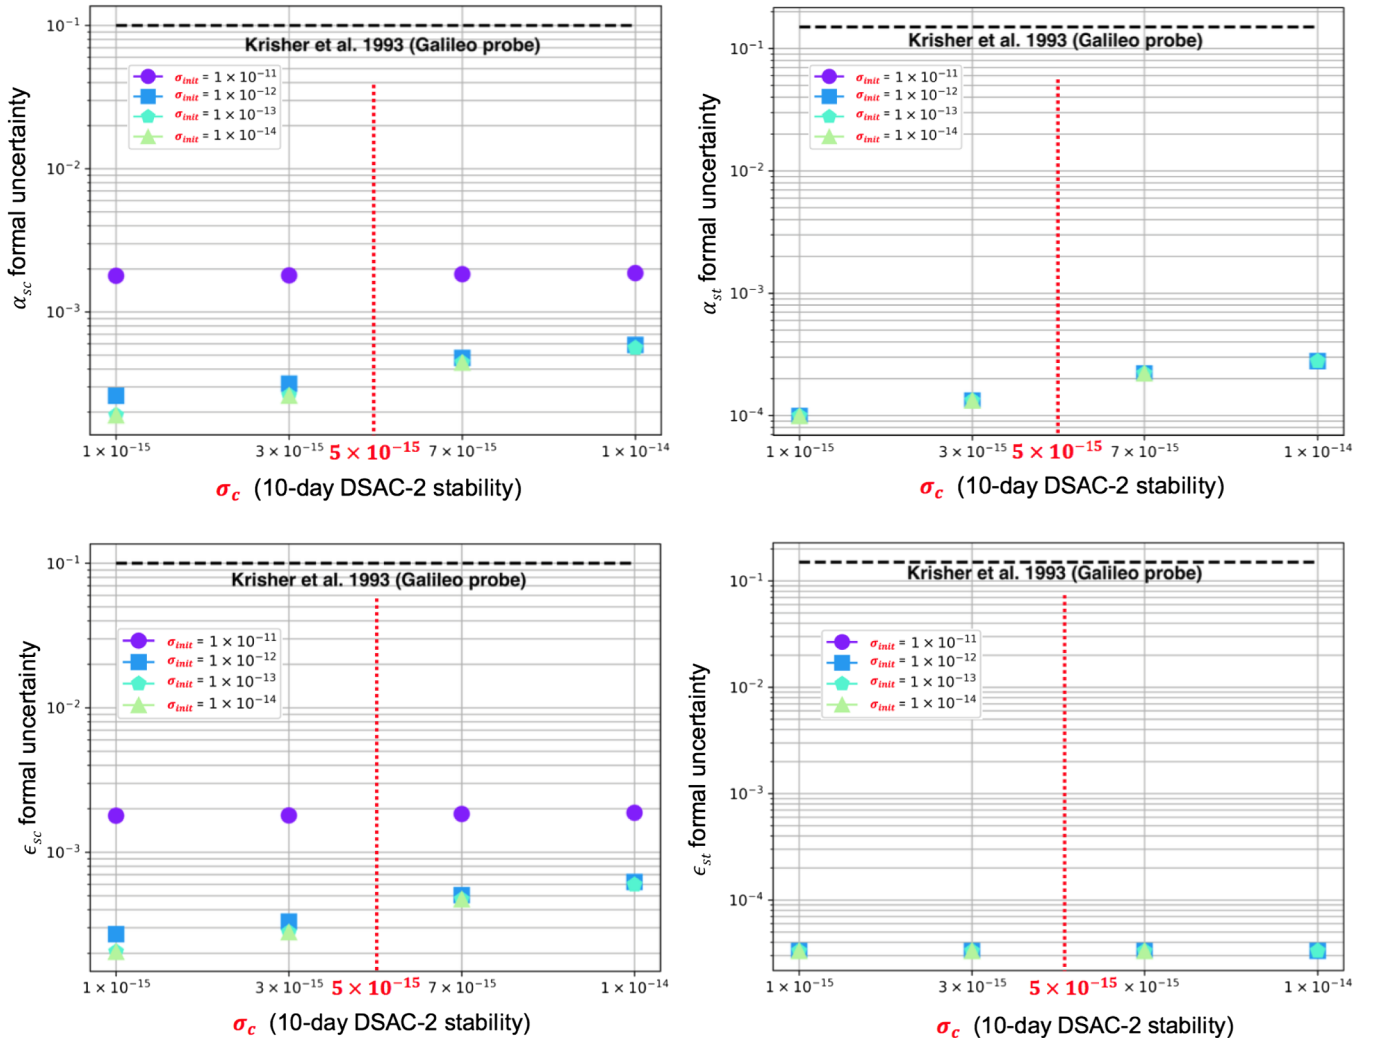 10⁻¹
Krisher et al. 1993 (Galileo probe)
σ_init = 1 × 10⁻¹¹
σ_init = 1 × 10⁻¹²
σ_init = 1 × 10⁻¹³
σ_init = 1 × 10⁻¹⁴
10⁻²
10⁻³
α_sc formal uncertainty
1 × 10⁻¹⁵ 3 × 10⁻¹⁵ 5 × 10⁻¹⁵ 7 × 10⁻¹⁵ 1 × 10⁻¹⁴
σ_c (10-day DSAC-2 stability)
Krisher et al. 1993 (Galileo probe)
10⁻¹
σ_init = 1 × 10⁻¹¹
σ_init = 1 × 10⁻¹²
σ_init = 1 × 10⁻¹³
σ_init = 1 × 10⁻¹⁴
10⁻²
10⁻³
10⁻⁴
α_st formal uncertainty
1 × 10⁻¹⁵ 3 × 10⁻¹⁵ 5 × 10⁻¹⁵ 7 × 10⁻¹⁵ 1 × 10⁻¹⁴
σ_c (10-day DSAC-2 stability)
10⁻¹
Krisher et al. 1993 (Galileo probe)
σ_init = 1 × 10⁻¹¹
σ_init = 1 × 10⁻¹²
σ_init = 1 × 10⁻¹³
σ_init = 1 × 10⁻¹⁴
10⁻²
10⁻³
ϵ_sc formal uncertainty
1 × 10⁻¹⁵ 3 × 10⁻¹⁵ 5 × 10⁻¹⁵ 7 × 10⁻¹⁵ 1 × 10⁻¹⁴
σ_c (10-day DSAC-2 stability)
Krisher et al. 1993 (Galileo probe)
10⁻¹
σ_init = 1 × 10⁻¹¹
σ_init = 1 × 10⁻¹²
σ_init = 1 × 10⁻¹³
σ_init = 1 × 10⁻¹⁴
10⁻²
10⁻³
10⁻⁴
ϵ_st formal uncertainty
1 × 10⁻¹⁵ 3 × 10⁻¹⁵ 5 × 10⁻¹⁵ 7 × 10⁻¹⁵ 1 × 10⁻¹⁴
σ_c (10-day DSAC-2 stability)